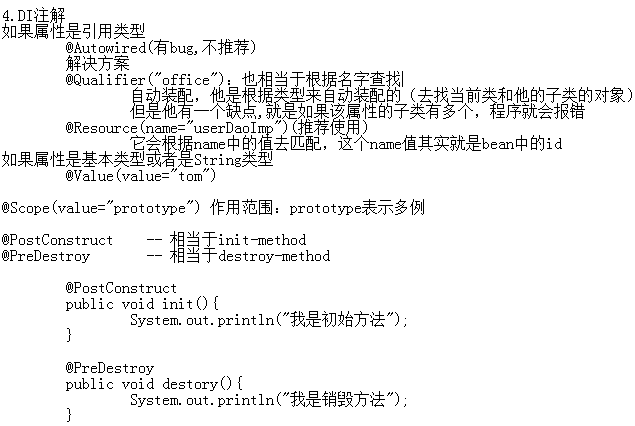 4.DI注解
如果属性是引用类型
@Autowired(有bug,不推荐)
解决方案
@Qualifier("office"): 也相当于根据名字查找
自动装配, 他是根据类型来自动装配的 (去找当前类和他的子类的对象)
但是他有一个缺点,就是如果该属性的子类有多个, 程序就会报错
@Resource(name="userDaoImp")(推荐使用)
它会根据name中的值去匹配, 这个name值其实就是bean中的id
如果属性是基本类型或者是String类型
@Value(value="tom")
@Scope(value="prototype") 作用范围: prototype表示多例
@PostConstruct -- 相当于init-method
@PreDestroy -- 相当于destroy-method
@PostConstruct
public void init(){
System.out.println("我是初始方法");
}
@PreDestroy
public void destory(){
System.out.println("我是销毁方法");
}